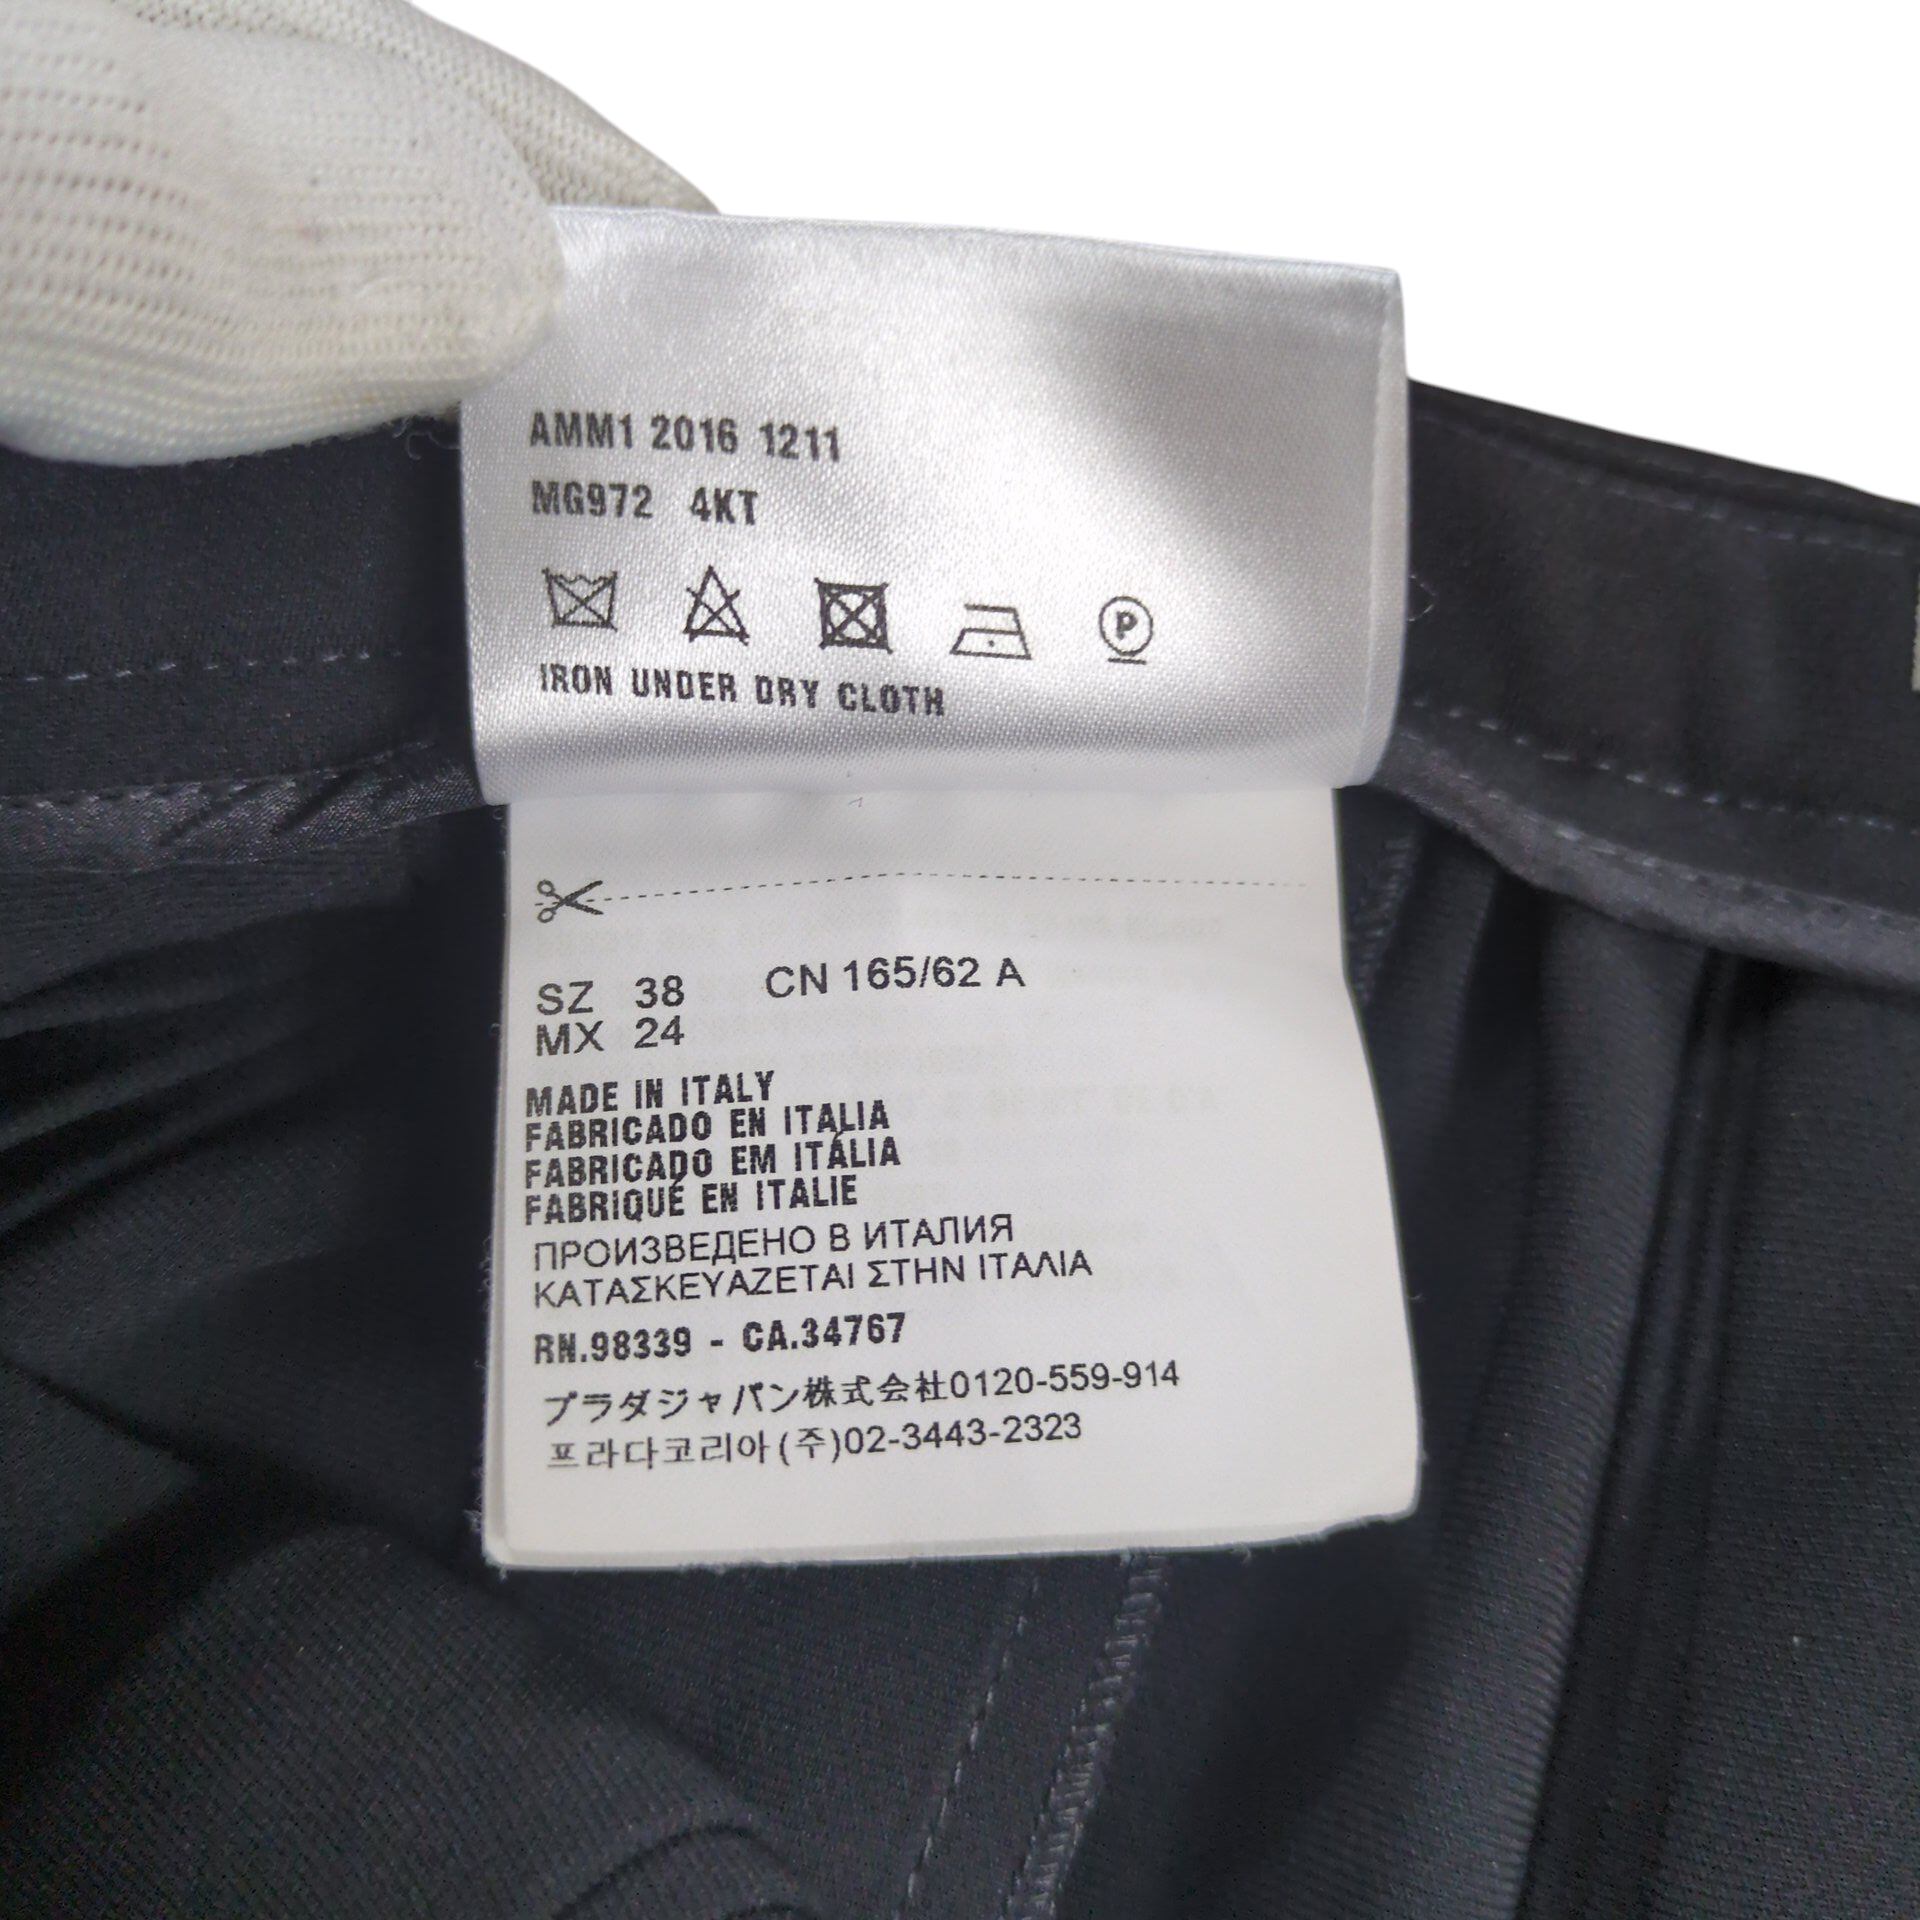 AMM1 2016 1211
MG972 4KT
P
IRON UNDER DRY CLOTH
SZ 38 CN 165/62 A
MX 24
MADE IN ITALY
FABRICADO EN ITALIA
FABRICADO EM ITÁLIA
FABRIQUÉ EN ITALIE
ПРОИЗВЕДЕНО В ИТАЛИЯ
ΚΑΤΑΣΚΕΥΑΖΕΤΑΙ ΣΤΗΝ ΙΤΑΛΙΑ
RN.98339 - CA.34767
プラダジャパン株式会社0120-559-914
프라다코리아(주)02-3443-2323